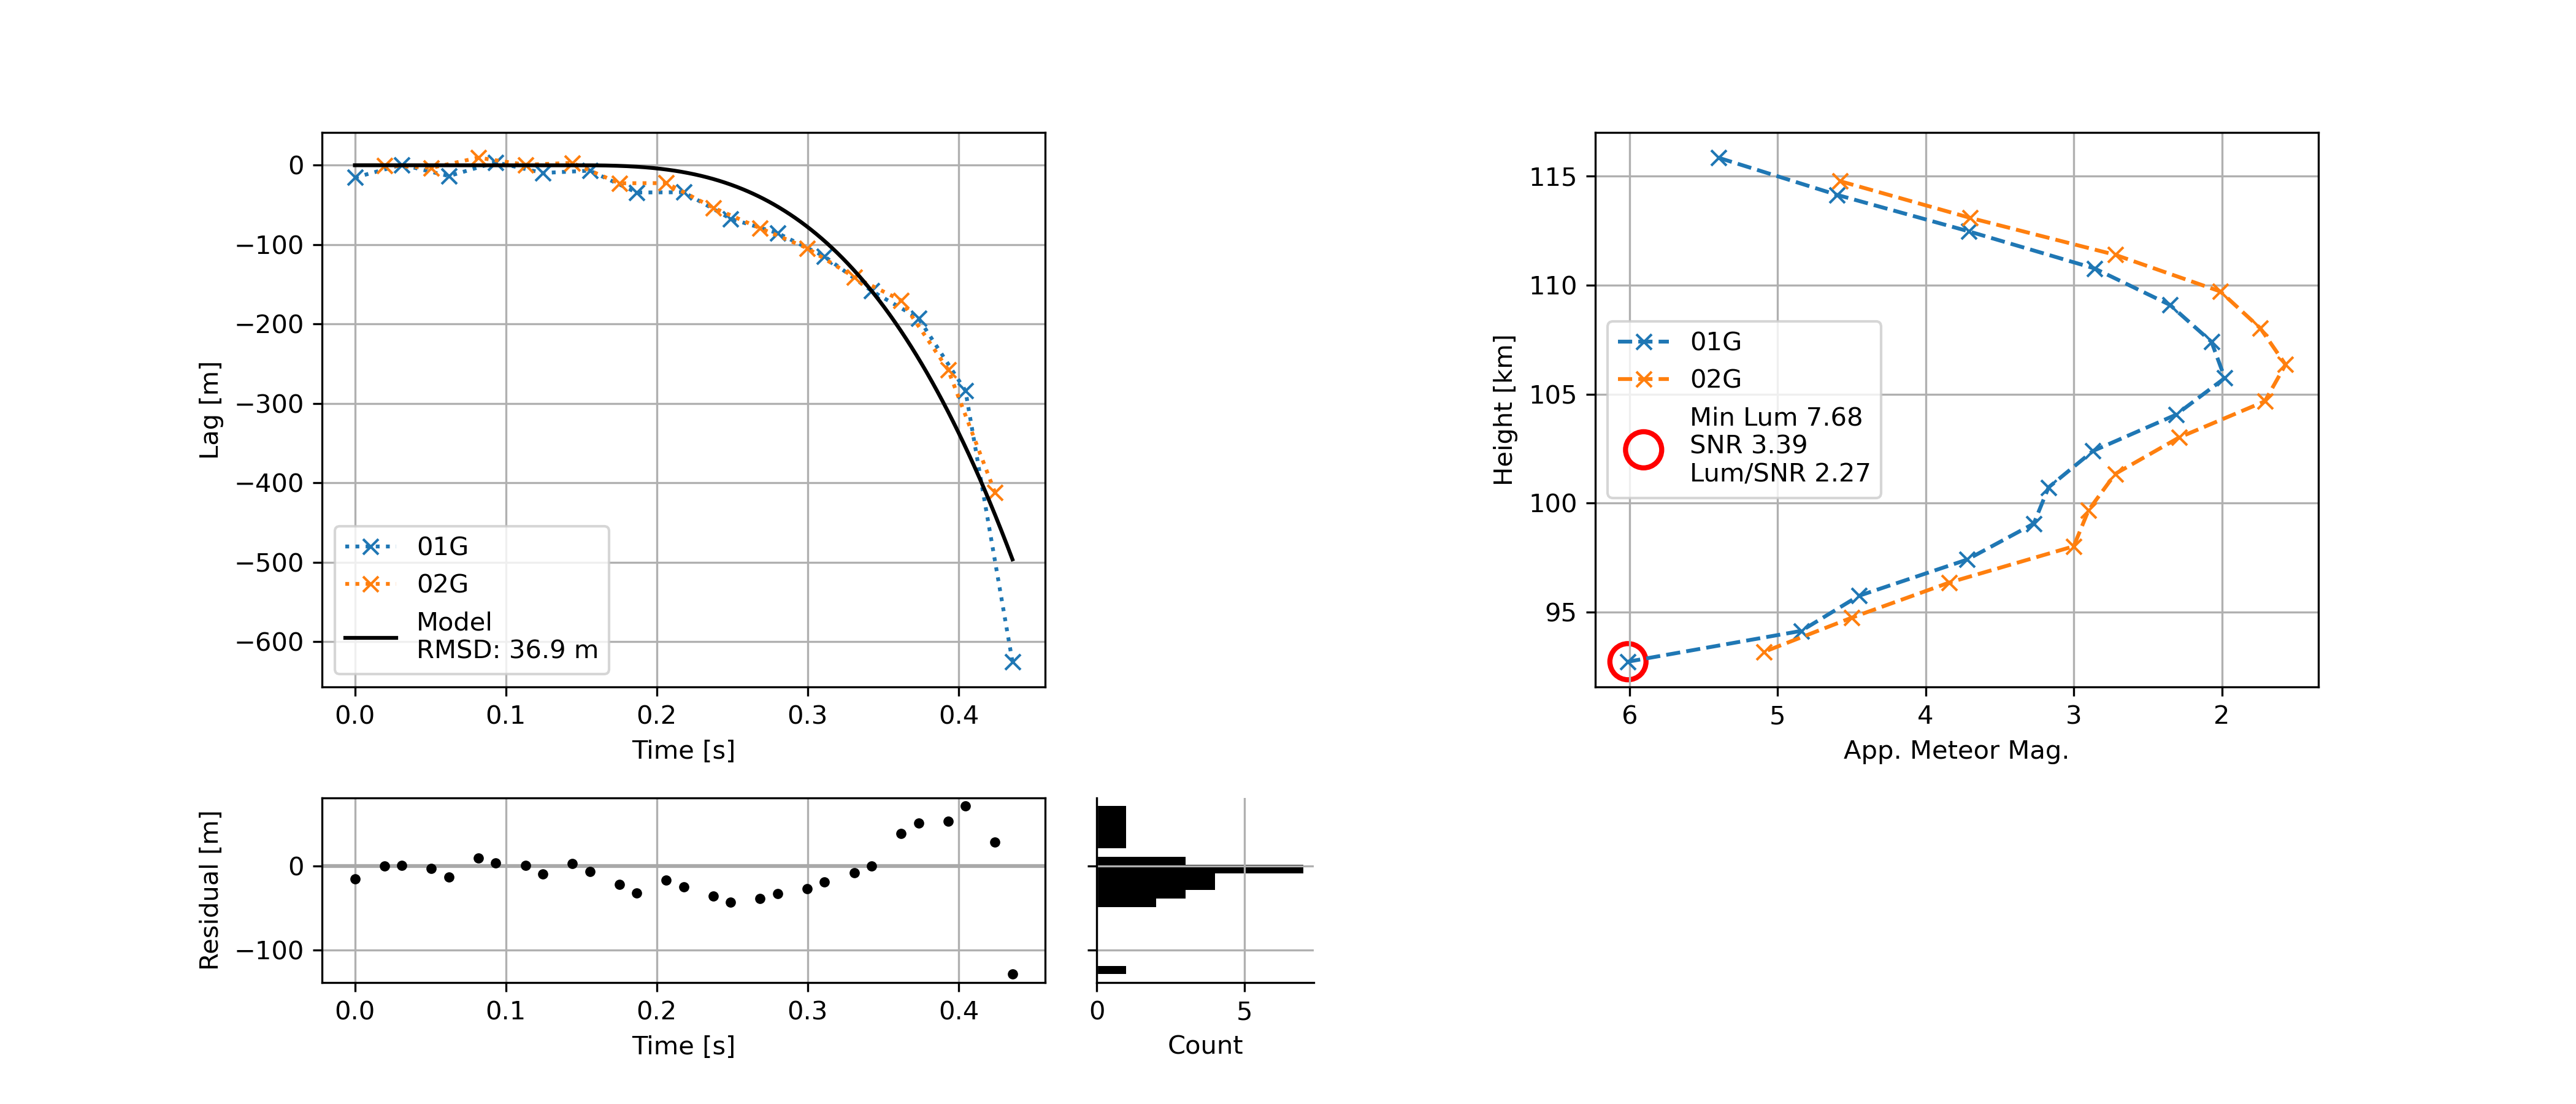 0
−100
−200
−300
−400
−500
−600
Lag [m]
01G
02G
Model
RMSD: 36.9 m
0.0 0.1 0.2 0.3 0.4
Time [s]
115
110
105
100
95
Height [km]
01G
02G
Min Lum 7.68
SNR 3.39
Lum/SNR 2.27
6 5 4 3 2
App. Meteor Mag.
0
−100
Residual [m]
0.0 0.1 0.2 0.3 0.4
Time [s]
0 5
Count